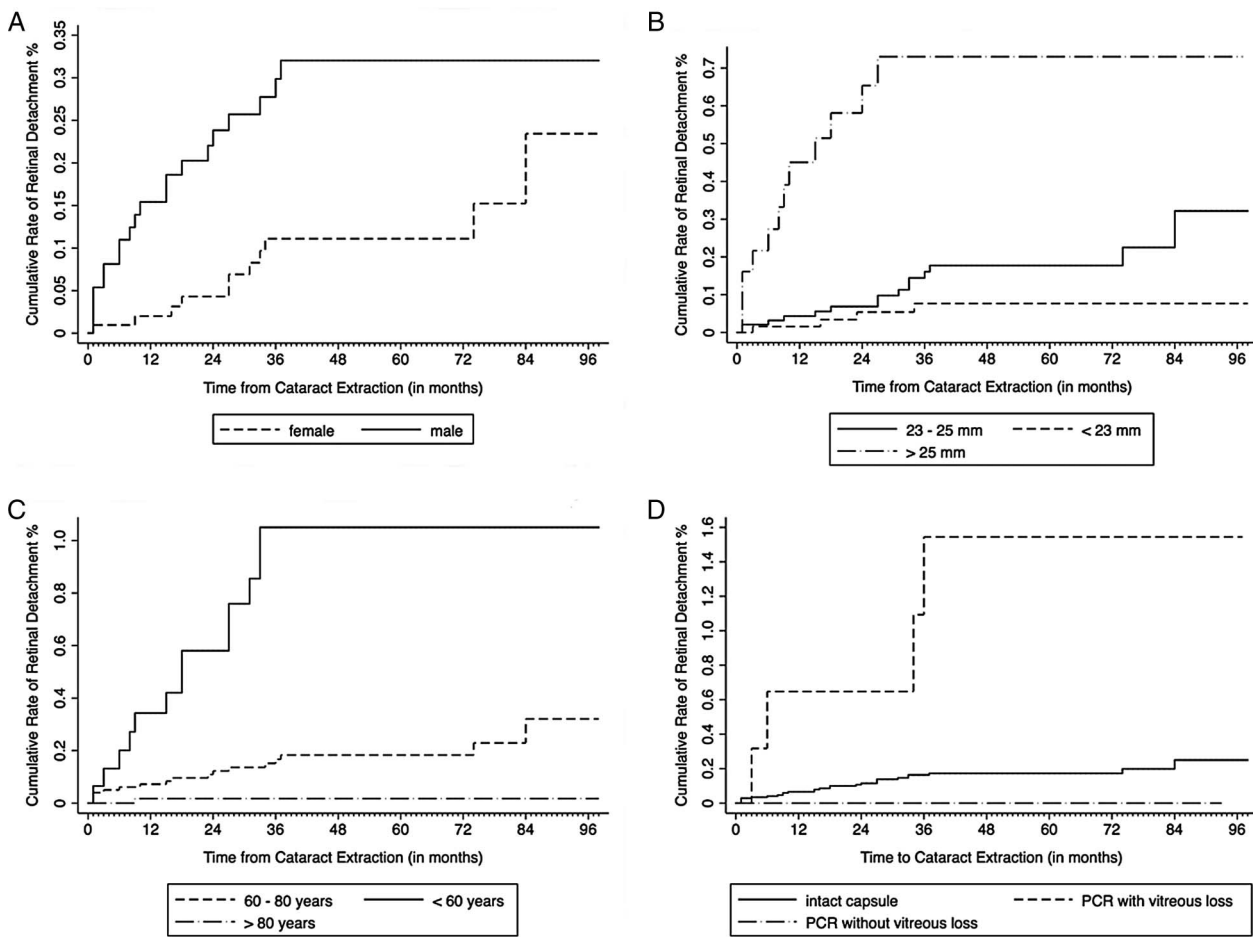 A
Cumulative Rate of Retinal Detachment %
0.35
0.3
0.25
0.2
0.15
0.1
0.05
0
0 12 24 36 48 60 72 84 96
Time from Cataract Extraction (in months)
female male
B
Cumulative Rate of Retinal Detachment %
0.7
0.6
0.5
0.4
0.3
0.2
0.1
0
0 12 24 36 48 60 72 84 96
Time from Cataract Extraction (in months)
23 - 25 mm < 23 mm
> 25 mm
C
Cumulative Rate of Retinal Detachment %
1.0
0.8
0.6
0.4
0.2
0
0 12 24 36 48 60 72 84 96
Time from Cataract Extraction (in months)
60 - 80 years < 60 years
> 80 years
D
Cumulative Rate of Retinal Detachment %
1.6
1.4
1.2
1.0
0.8
0.6
0.4
0.2
0
0 12 24 36 48 60 72 84 96
Time to Cataract Extraction (in months)
intact capsule PCR with vitreous loss
PCR without vitreous loss